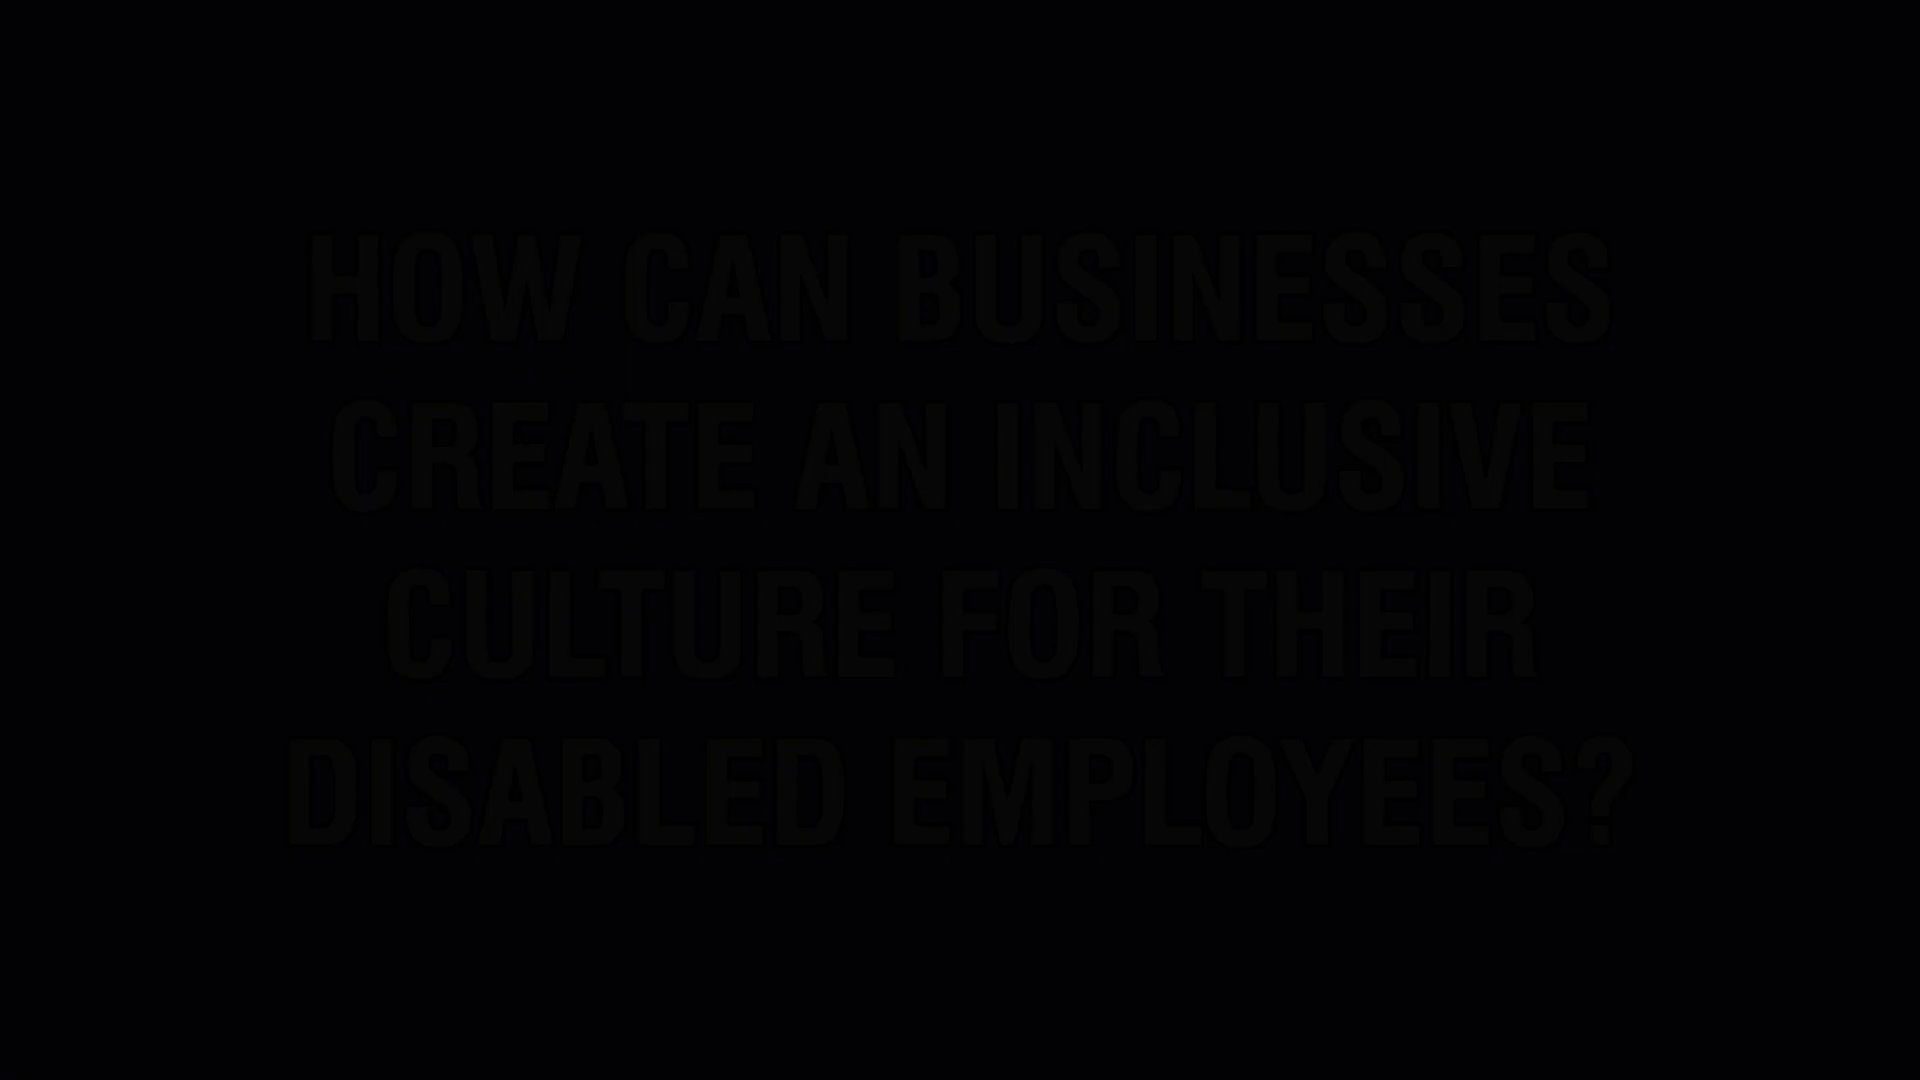 HOW CAN BUSINESSES
CREATE AN INCLUSIVE
CULTURE FOR THEIR
DISABLED EMPLOYEES?